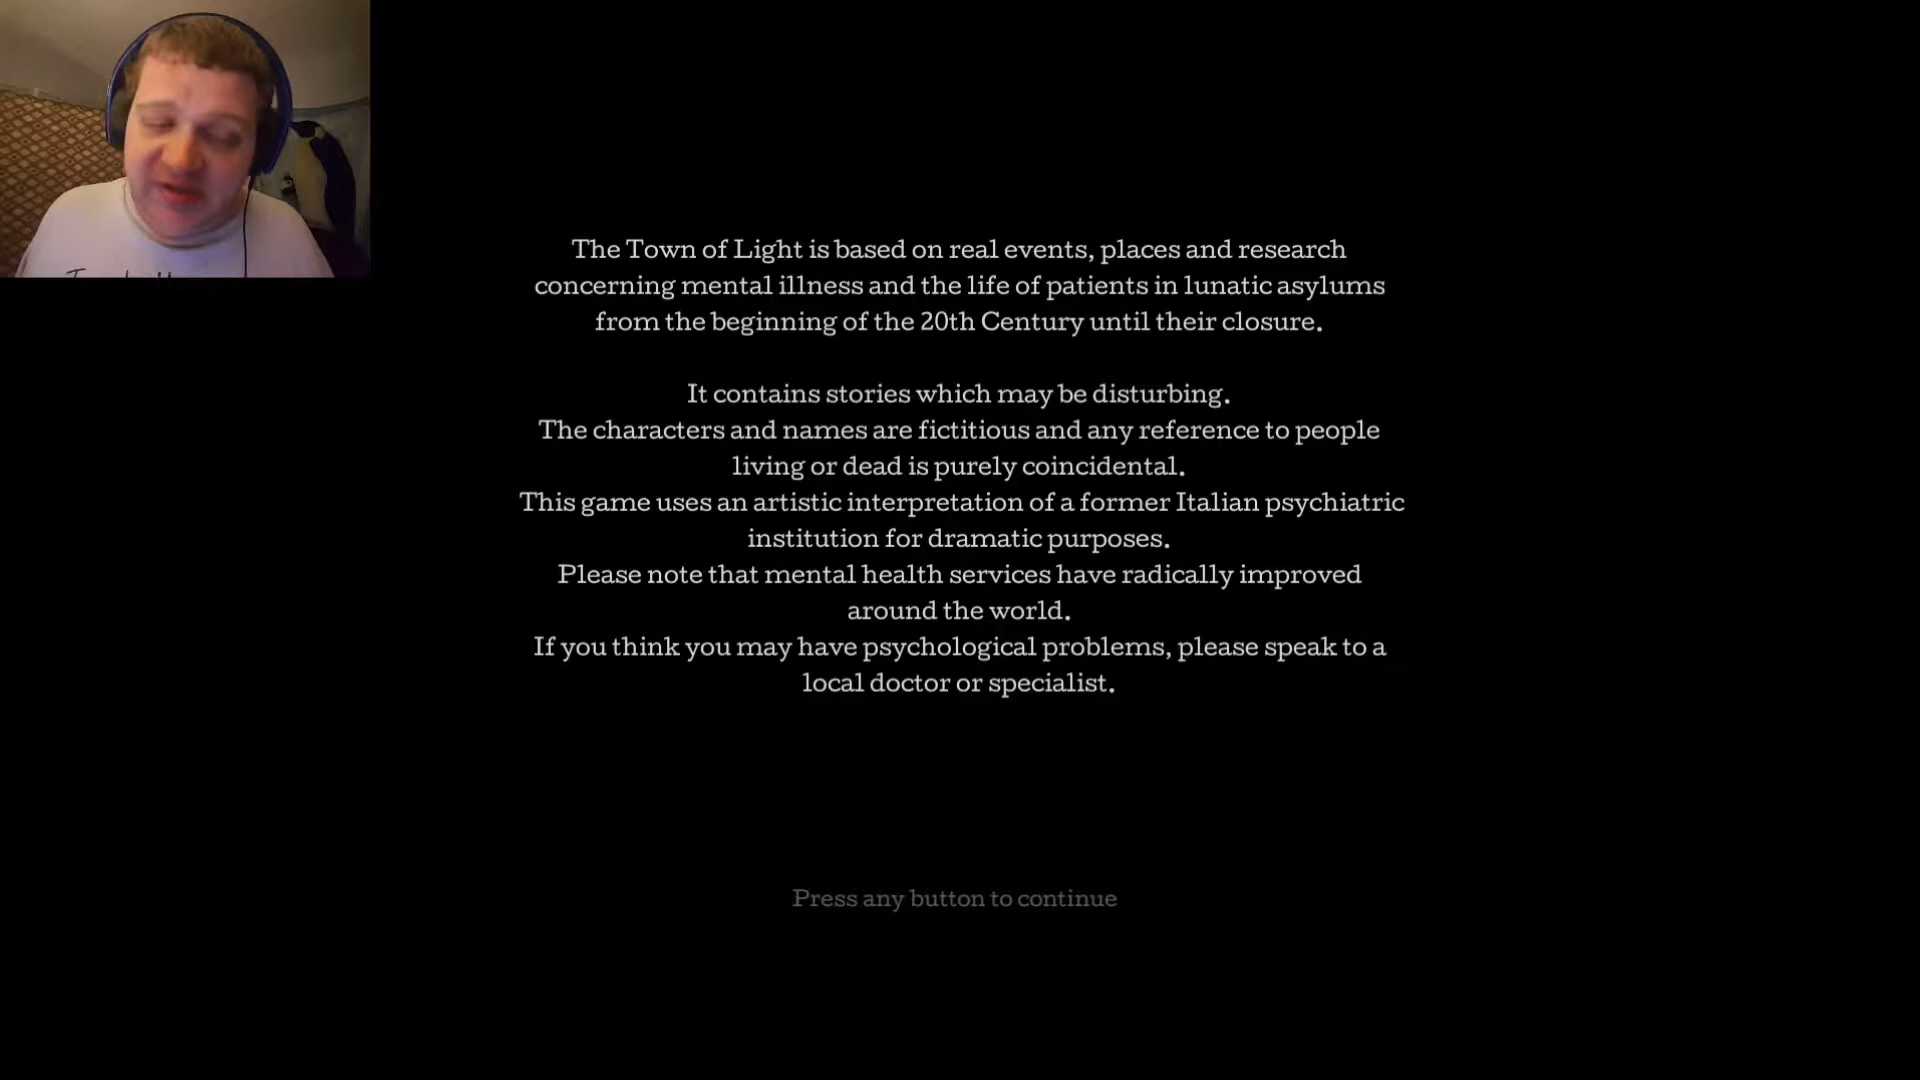 The Town of Light is based on real events, places and research
concerning mental illness and the life of patients in lunatic asylums
from the beginning of the 20th Century until their closure.
It contains stories which may be disturbing.
The characters and names are fictitious and any reference to people
living or dead is purely coincidental.
This game uses an artistic interpretation of a former Italian psychiatric
institution for dramatic purposes.
Please note that mental health services have radically improved
around the world.
If you think you may have psychological problems, please speak to a
local doctor or specialist.
Press any button to continue